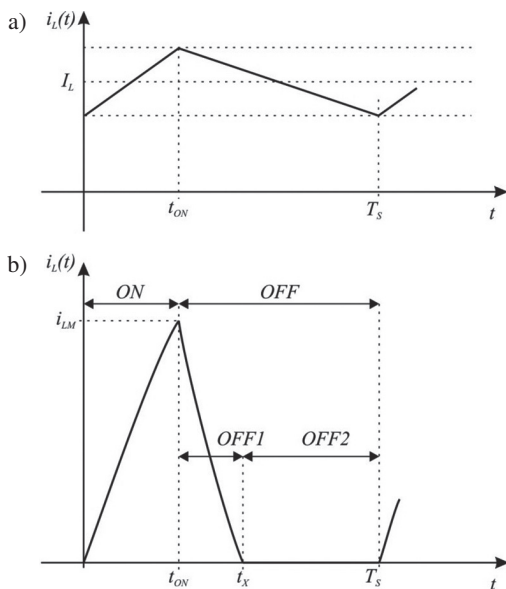 a) i_L(t)
I_L
t_ON T_S t
b) i_L(t)
ON OFF
i_LM
OFF1 OFF2
t_ON t_X T_S t